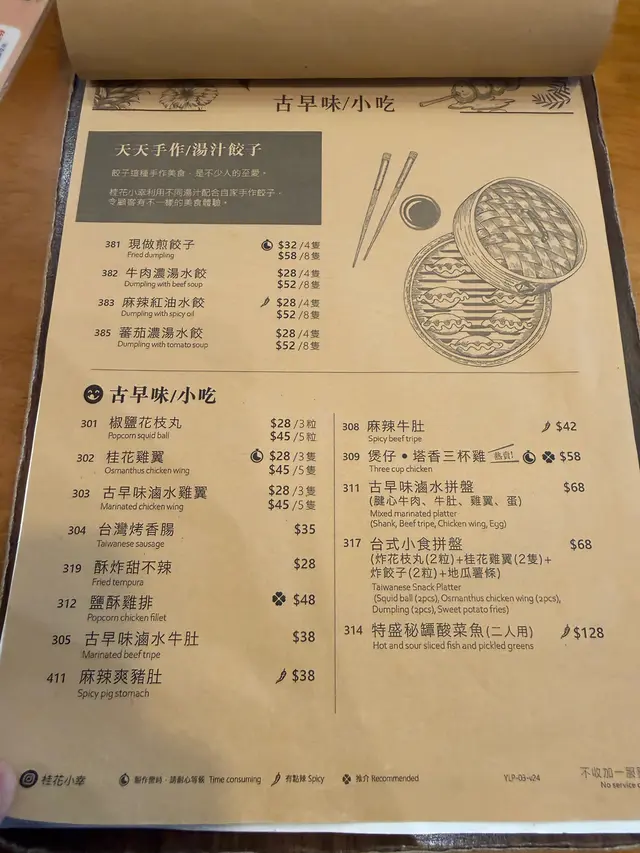 古早味/小吃
天天手作/湯汁餃子
餃子這種手作美食，是不少人的至愛。
桂花小幸利用不同湯汁配合自家手作餃子，
令顧客有不一樣的美食體驗。
381 現做煎餃子 $32/4隻
Fried dumpling $58/8隻
382 牛肉濃湯水餃 $28/4隻
Dumpling with beef soup $52/8隻
383 麻辣紅油水餃 $28/4隻
Dumpling with spicy oil $52/8隻
385 蕃茄濃湯水餃 $28/4隻
Dumpling with tomato soup $52/8隻
古早味/小吃
301 椒鹽花枝丸 $28/3粒
Popcorn squid ball $45/5粒
302 桂花雞翼 $28/3隻
Osmanthus chicken wing $45/5隻
303 古早味滷水雞翼 $28/3隻
Marinated chicken wing $45/5隻
304 台灣烤香腸 $35
Taiwanese sausage
319 酥炸甜不辣 $28
Fried tempura
312 鹽酥雞排 $48
Popcorn chicken fillet
305 古早味滷水牛肚 $38
Marinated beef tripe
411 麻辣爽豬肚 $38
Spicy pig stomach
308 麻辣牛肚 $42
Spicy beef tripe
309 煲仔•塔香三杯雞 熱賣! $58
Three cup chicken
311 古早味滷水拼盤 $68
(腱心牛肉、牛肚、雞翼、蛋)
Mixed mannated platter
(Shank, Beef tripe, Chicken wing, Egg)
317 台式小食拼盤 $68
(炸花枝丸(2粒)+桂花雞翼(2隻)+
炸餃子(2粒)+地瓜薯條)
Taiwanese Snack Platter
(Squid ball (2pcs), Osmanthus chicken wing (2pcs),
Dumpling (2pcs), Sweet potato fries)
314 特盛秘罈酸菜魚(二人用) $128
Hot and sour sliced fish and pickled greens
桂花小幸 製作需時，請耐心等候 Time consuming 有點辣 Spicy 推介 Recommended YLP-03-v24 不收加一服
No service c